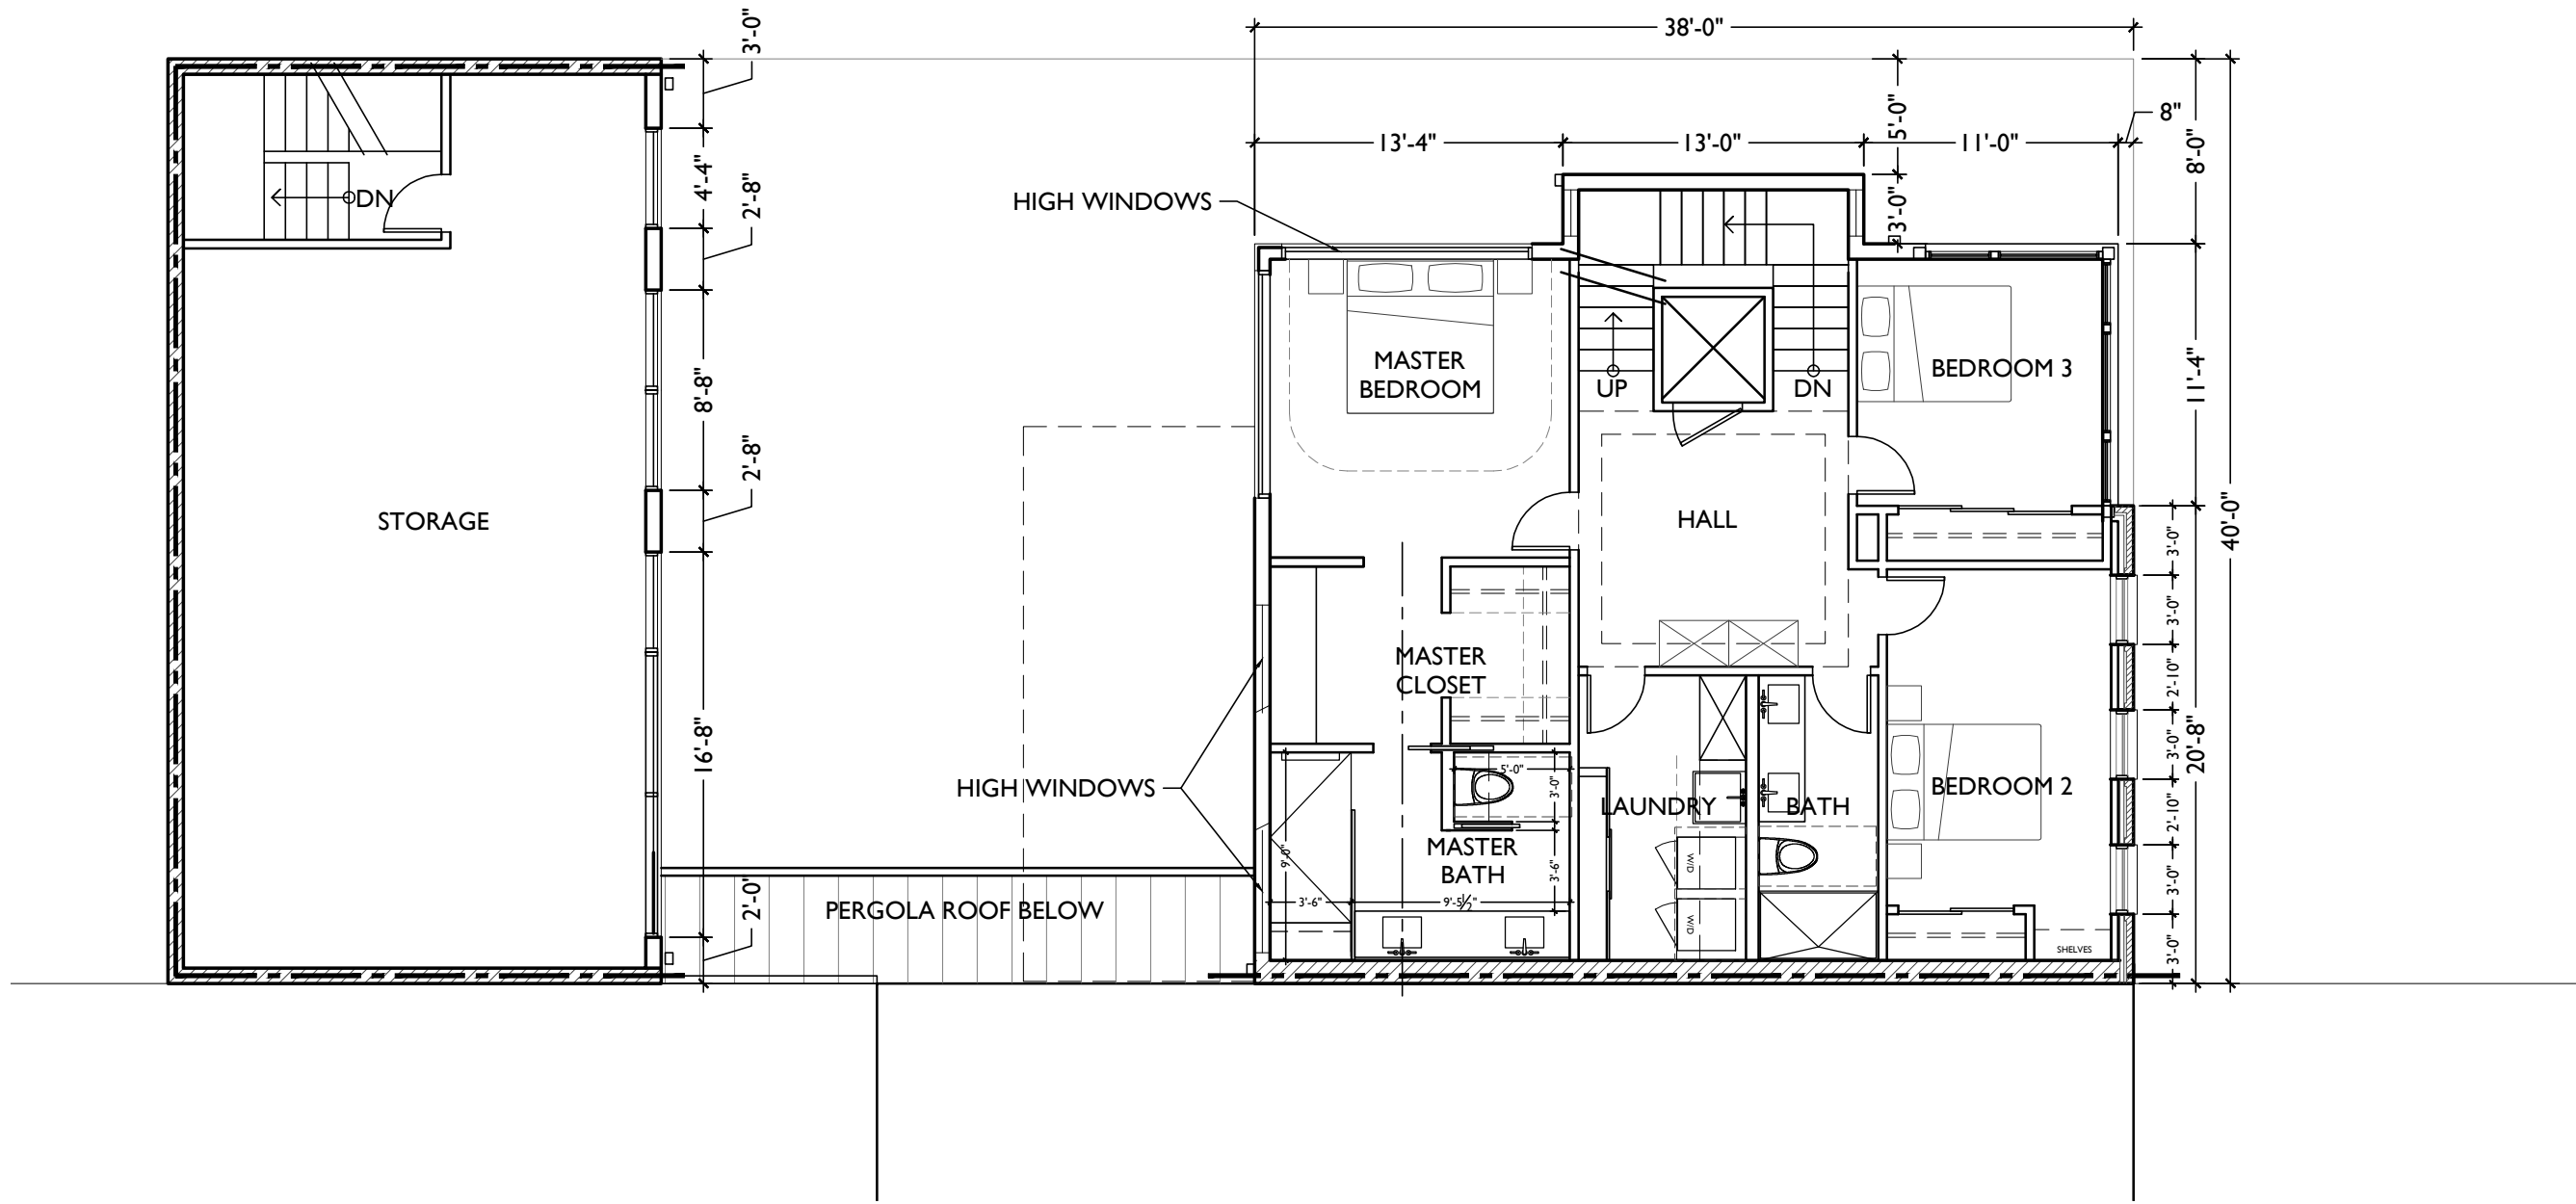 38'-0"
3'-0"
8"
13'-4"
13'-0"
11'-0"
5'-0"
8'-0"
4'-4"
2'-8"
DN
HIGH WINDOWS
3'-0"
MASTER
BEDROOM
UP
DN
BEDROOM 3
11'-4"
8'-8"
2'-8"
STORAGE
HALL
40'-0"
3'-0"
3'-0"
MASTER
CLOSET
2'-10"
16'-8"
20'-8"
3'-0"
HIGH WINDOWS
5'-0"
3'-0"
LAUNDRY
BATH
BEDROOM 2
2'-10"
MASTER
BATH
9'-0"
3'-6"
W/D
3'-0"
2'-0"
PERGOLA ROOF BELOW
3'-6"
9'-5½"
W/D
SHELVES
3'-0"